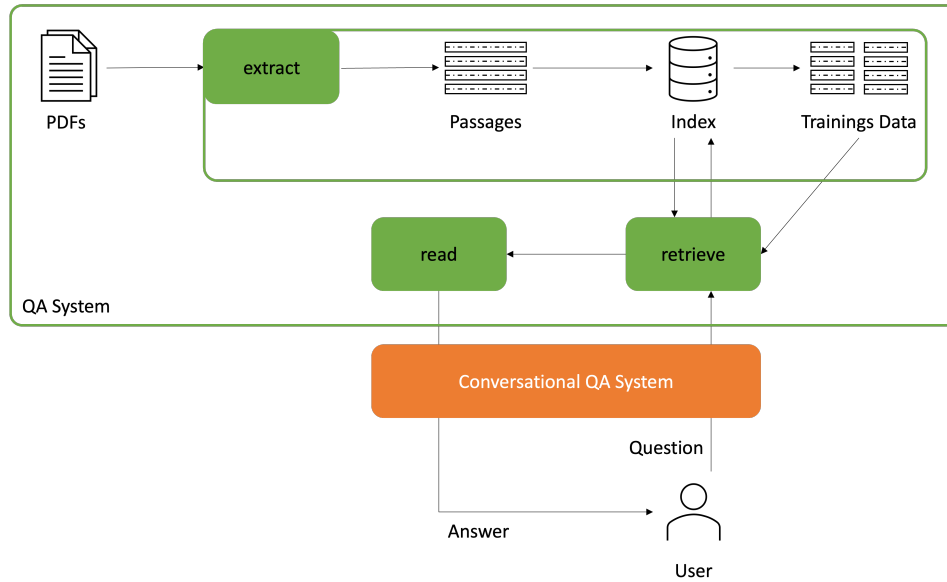 extract
PDFs
Passages
Index
Trainings Data
read
retrieve
QA System
Conversational QA System
Question
Answer
User